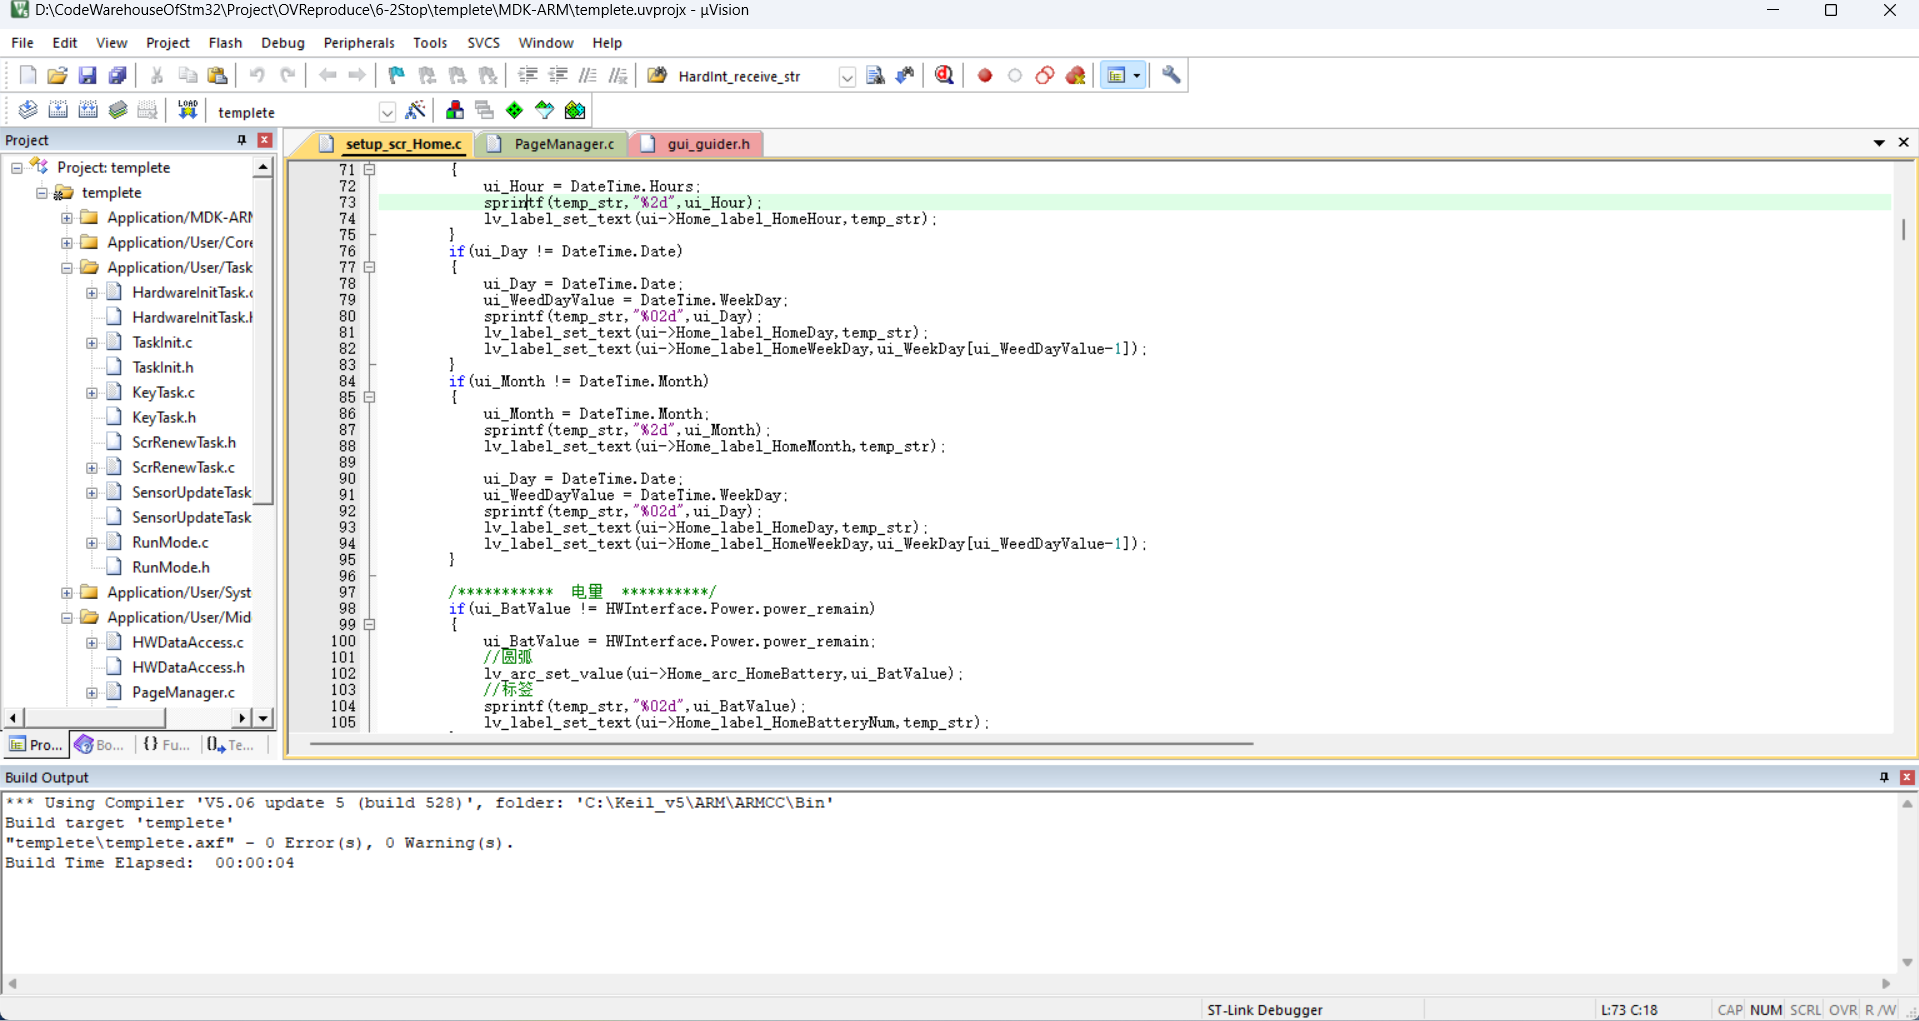 D:\CodeWarehouseOfStm32\Project\OVReproduce\6-2Stop\templete\MDK-ARM\templete.uvprojx - µVision
File Edit View Project Flash Debug Peripherals Tools SVCS Window Help
HardInt_receive_str
LOAD templete
Project
setup_scr_Home.c PageManager.c gui_guider.h
Project: templete
templete
Application/MDK-ARM
Application/User/Core
Application/User/Task
HardwareInitTask.c
HardwareInitTask.h
TaskInit.c
TaskInit.h
KeyTask.c
KeyTask.h
ScrRenewTask.h
ScrRenewTask.c
SensorUpdateTask
SensorUpdateTask
RunMode.c
RunMode.h
Application/User/Syst
Application/User/Mid
HWDataAccess.c
HWDataAccess.h
PageManager.c
Pro... Bo... {} Fu... Te...
71 {
72 ui_Hour = DateTime.Hours;
73 sprintf(temp_str,"%2d",ui_Hour);
74 lv_label_set_text(ui->Home_label_HomeHour,temp_str);
75 }
76 if(ui_Day != DateTime.Date)
77 {
78 ui_Day = DateTime.Date;
79 ui_WeedDayValue = DateTime.WeekDay;
80 sprintf(temp_str,"%02d",ui_Day);
81 lv_label_set_text(ui->Home_label_HomeDay,temp_str);
82 lv_label_set_text(ui->Home_label_HomeWeekDay,ui_WeekDay[ui_WeedDayValue-1]);
83 }
84 if(ui_Month != DateTime.Month)
85 {
86 ui_Month = DateTime.Month;
87 sprintf(temp_str,"%2d",ui_Month);
88 lv_label_set_text(ui->Home_label_HomeMonth,temp_str);
89
90 ui_Day = DateTime.Date;
91 ui_WeedDayValue = DateTime.WeekDay;
92 sprintf(temp_str,"%02d",ui_Day);
93 lv_label_set_text(ui->Home_label_HomeDay,temp_str);
94 lv_label_set_text(ui->Home_label_HomeWeekDay,ui_WeekDay[ui_WeedDayValue-1]);
95 }
96
97 /*********** 电量 **********/
98 if(ui_BatValue != HWInterface.Power.power_remain)
99 {
100 ui_BatValue = HWInterface.Power.power_remain;
101 //圆弧
102 lv_arc_set_value(ui->Home_arc_HomeBattery,ui_BatValue);
103 //标签
104 sprintf(temp_str,"%02d",ui_BatValue);
105 lv_label_set_text(ui->Home_label_HomeBatteryNum,temp_str);
Build Output
*** Using Compiler 'V5.06 update 5 (build 528)', folder: 'C:\Keil_v5\ARM\ARMCC\Bin'
Build target 'templete'
"templete\templete.axf" - 0 Error(s), 0 Warning(s).
Build Time Elapsed:  00:00:04
ST-Link Debugger L:73 C:18 CAP NUM SCRL OVR R/W